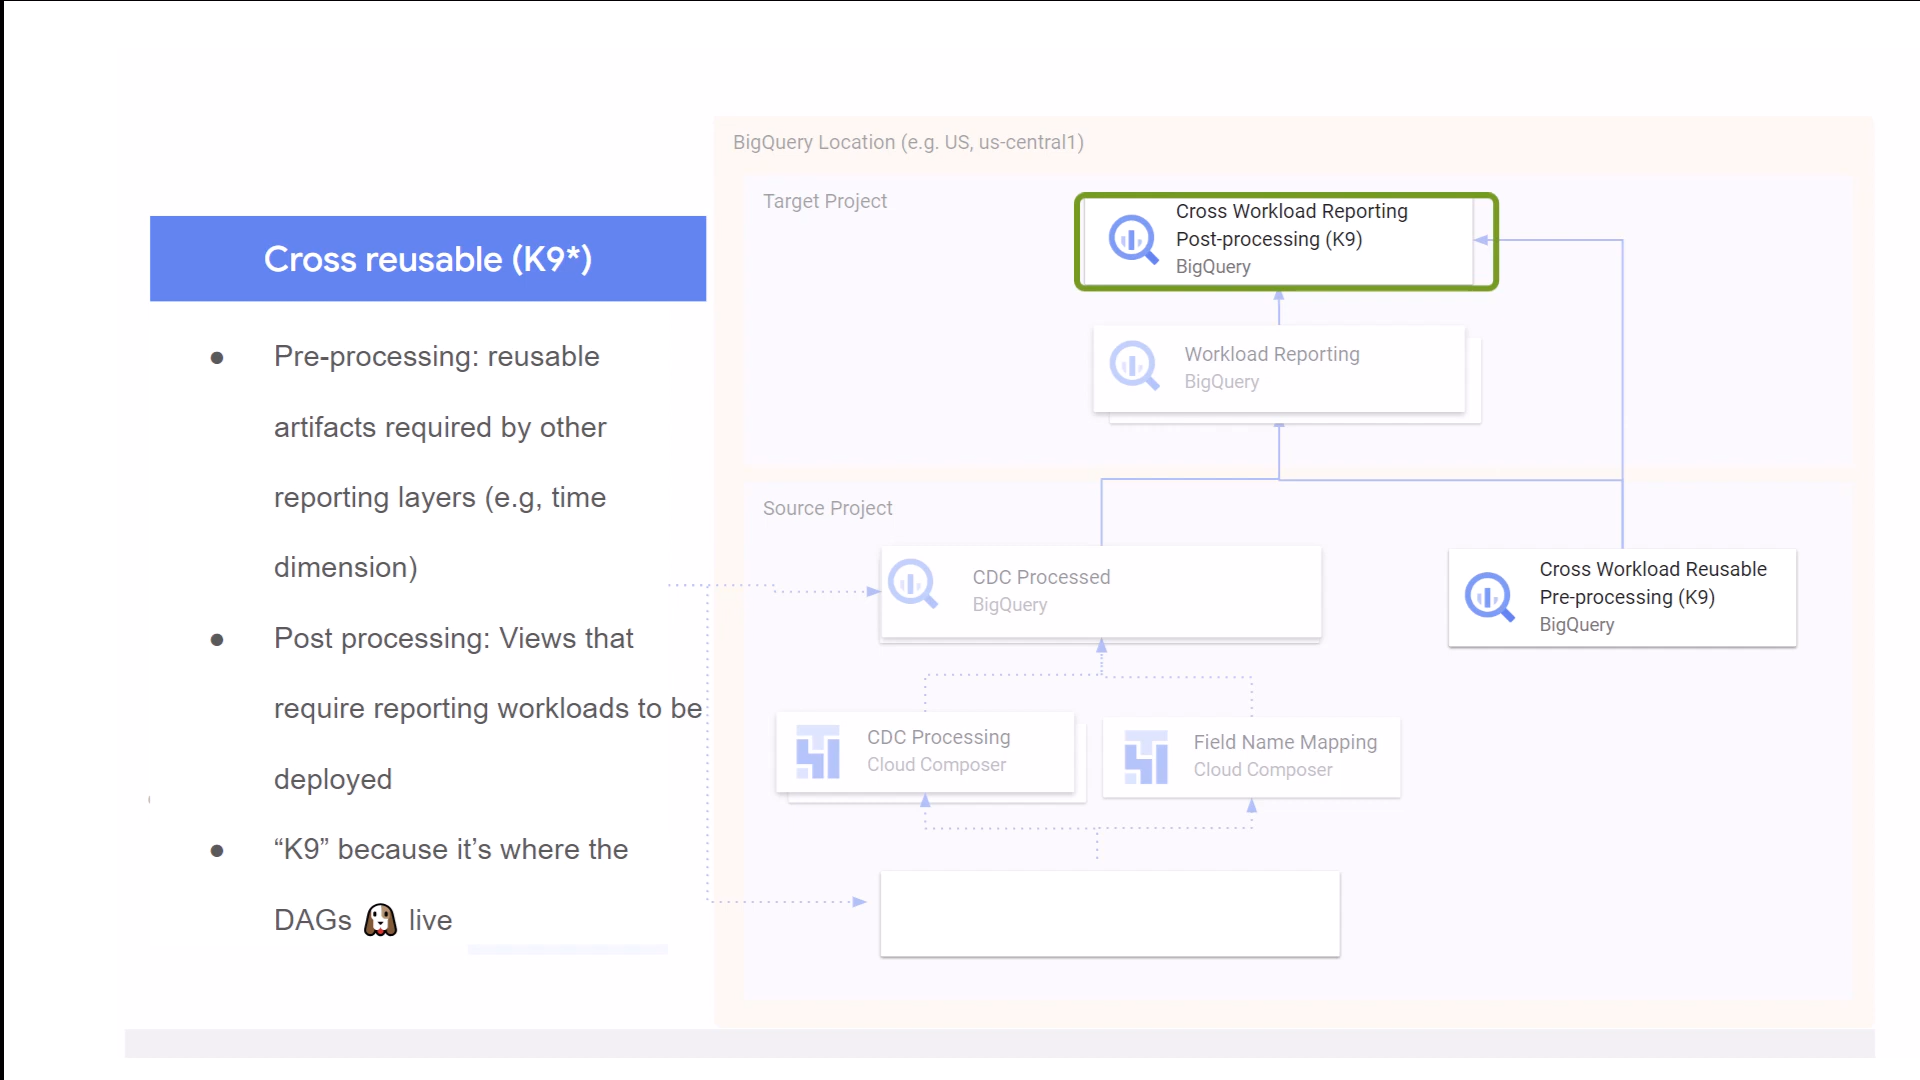 Cross reusable (K9*)
● Pre-processing: reusable
artifacts required by other
reporting layers (e.g, time
dimension)
● Post processing: Views that
require reporting workloads to be
deployed
● “K9” because it’s where the
DAGs 🐶 live
BigQuery Location (e.g. US, us-central1)
Target Project
Cross Workload Reporting
Post-processing (K9)
BigQuery
Workload Reporting
BigQuery
Source Project
CDC Processed
BigQuery
Cross Workload Reusable
Pre-processing (K9)
BigQuery
CDC Processing
Cloud Composer
Field Name Mapping
Cloud Composer